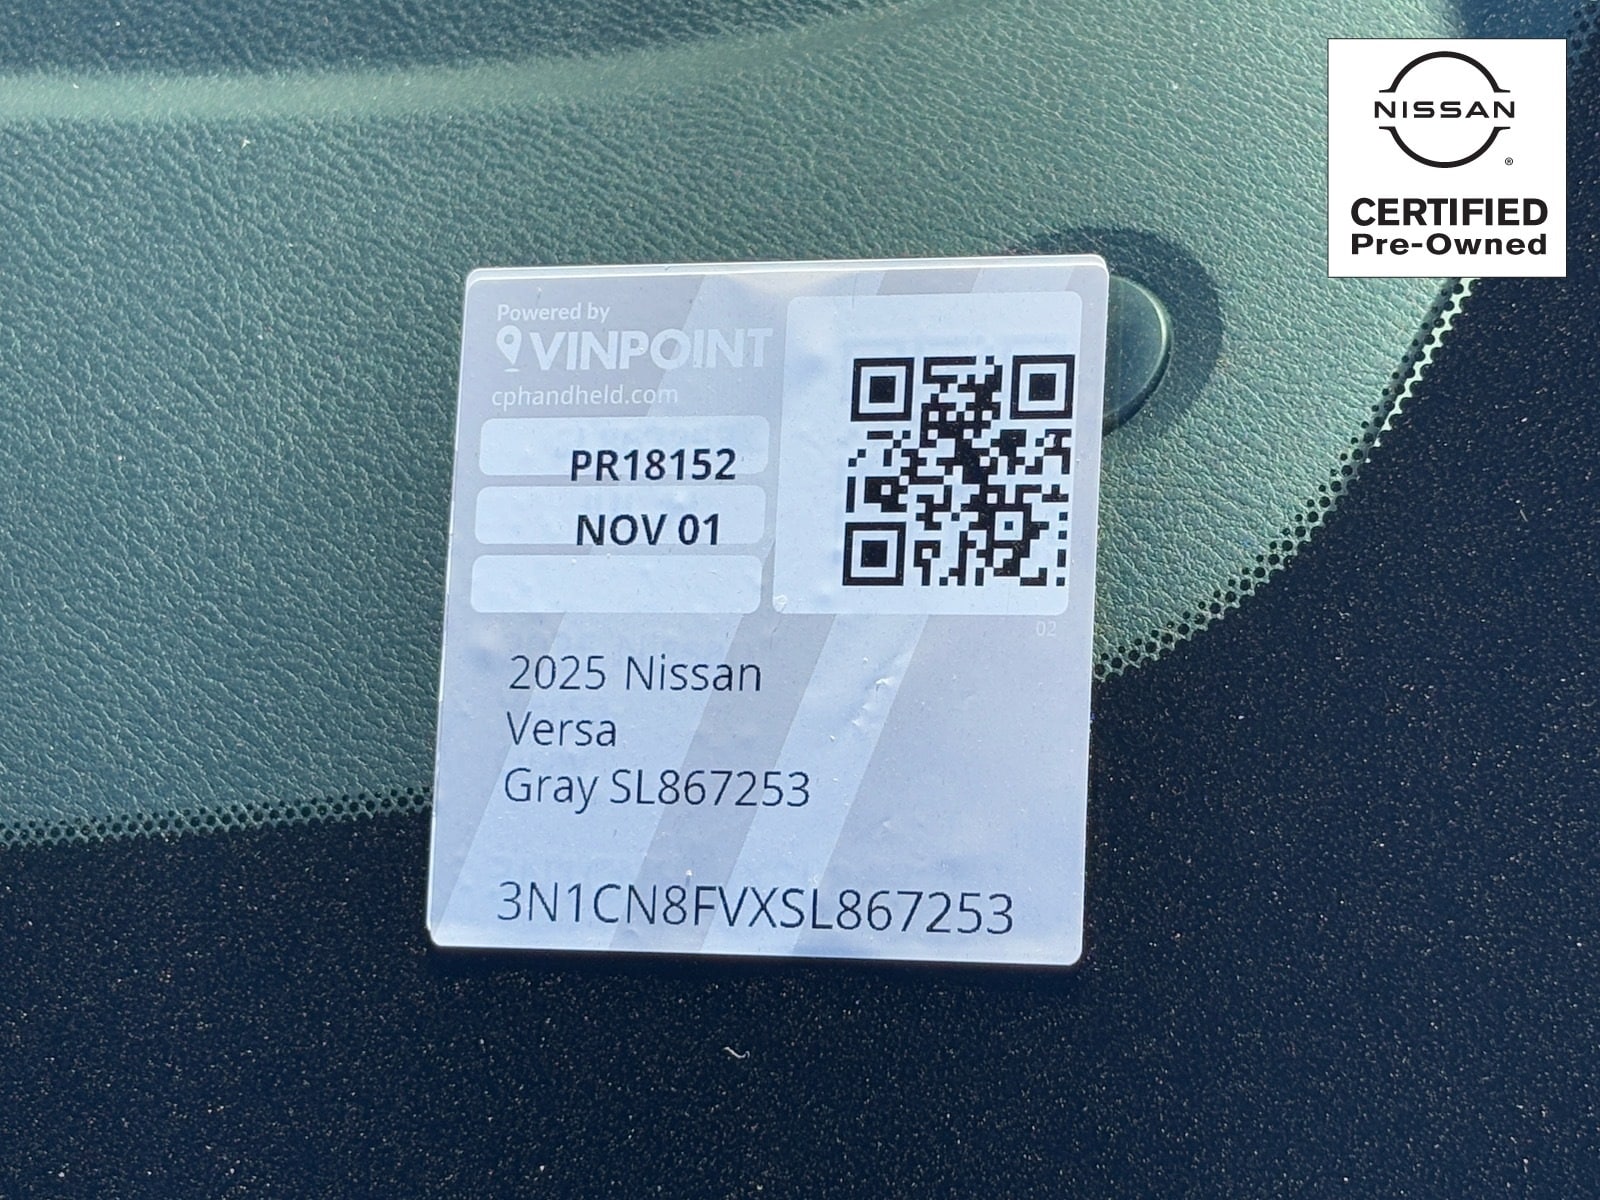 NISSAN
®
CERTIFIED
Pre-Owned
Powered by
VINPOINT
cphandheld.com
PR18152
NOV 01
02
2025 Nissan
Versa
Gray SL867253
3N1CN8FVXSL867253